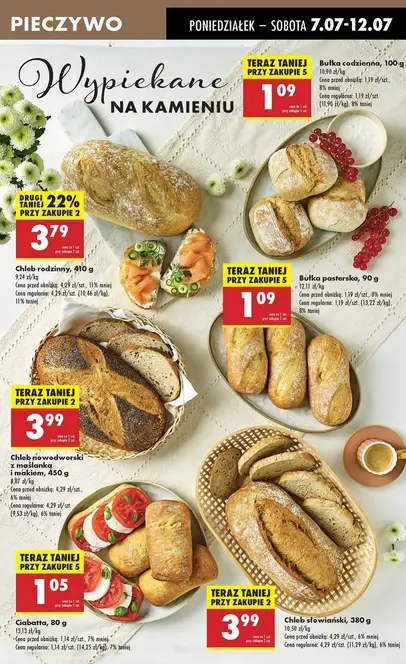 PIECZYWO
PONIEDZIAŁEK – SOBOTA 7.07-12.07
Wypiekane
NA KAMIENIU
TERAZ TANIEJ
PRZY ZAKUPIE 5
1 09
Bułka codzienna, 100 g
10,90 zł/kg
Cena przed obniżką: 1,19 zł/szt.,
8% mniej
Cena regularna: 1,19 zł/szt.
(11,90 zł/kg), 8% taniej
DRUGI 22%
TANIEJ
PRZY ZAKUPIE 2
3 79
Chleb rodzinny, 410 g
9,24 zł/kg
Cena przed obniżką: 4,29 zł/szt., 11% mniej
Cena regularna: 4,29 zł/szt. (10,46 zł/kg),
11% taniej
TERAZ TANIEJ
PRZY ZAKUPIE 5
1 09
Bułka pasterska, 90 g
12,11 zł/kg
Cena przed obniżką: 1,19 zł/szt., 8% mniej
Cena regularna: 1,19 zł/szt. (13,22 zł/kg),
8% taniej
TERAZ TANIEJ
PRZY ZAKUPIE 2
3 99
Chleb nowodworski
z maślanką
i makiem, 450 g
8,87 zł/kg
Cena przed obniżką: 4,29 zł/szt.,
6% mniej
Cena regularna: 4,29 zł/szt.
(9,53 zł/kg), 6% taniej
TERAZ TANIEJ
PRZY ZAKUPIE 5
1 05
Ciabatta, 80 g
13,13 zł/kg
Cena przed obniżką: 1,14 zł/szt., 7% mniej
Cena regularna: 1,14 zł/szt. (14,25 zł/kg), 7% taniej
TERAZ TANIEJ
PRZY ZAKUPIE 2
3 99
Chleb słowiański, 380 g
10,50 zł/kg
Cena przed obniżką: 4,29 zł/szt., 6% mniej
Cena regularna: 4,29 zł/szt. (11,29 zł/kg), 6% taniej